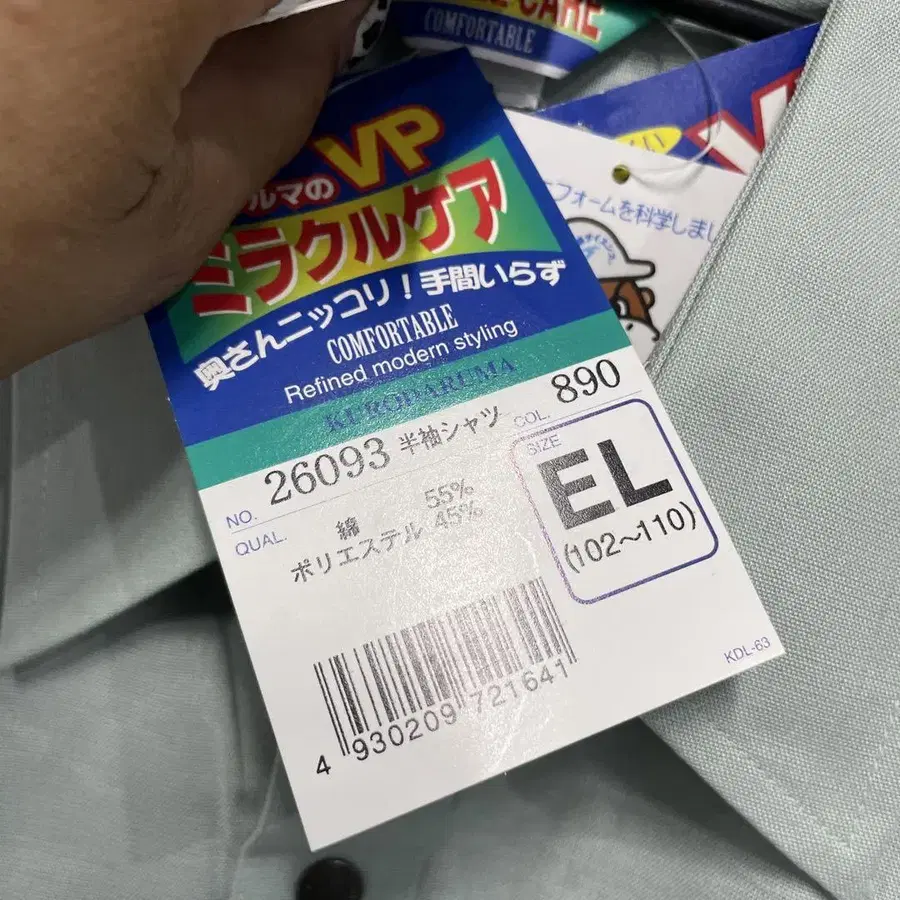 CARE
COMFORTABLE
VP
ルマの
ミラクルケア
奥さんニッコリ!手間いらず
COMFORTABLE
Refined modern styling
KURODARUMA
NO. 26093 半袖シャツ COL. 890
QUAL. 綿 55%
ポリエステル 45%
SIZE
EL
(102~110)
4 930209 721641
KDL-63
フォームを科学しまし